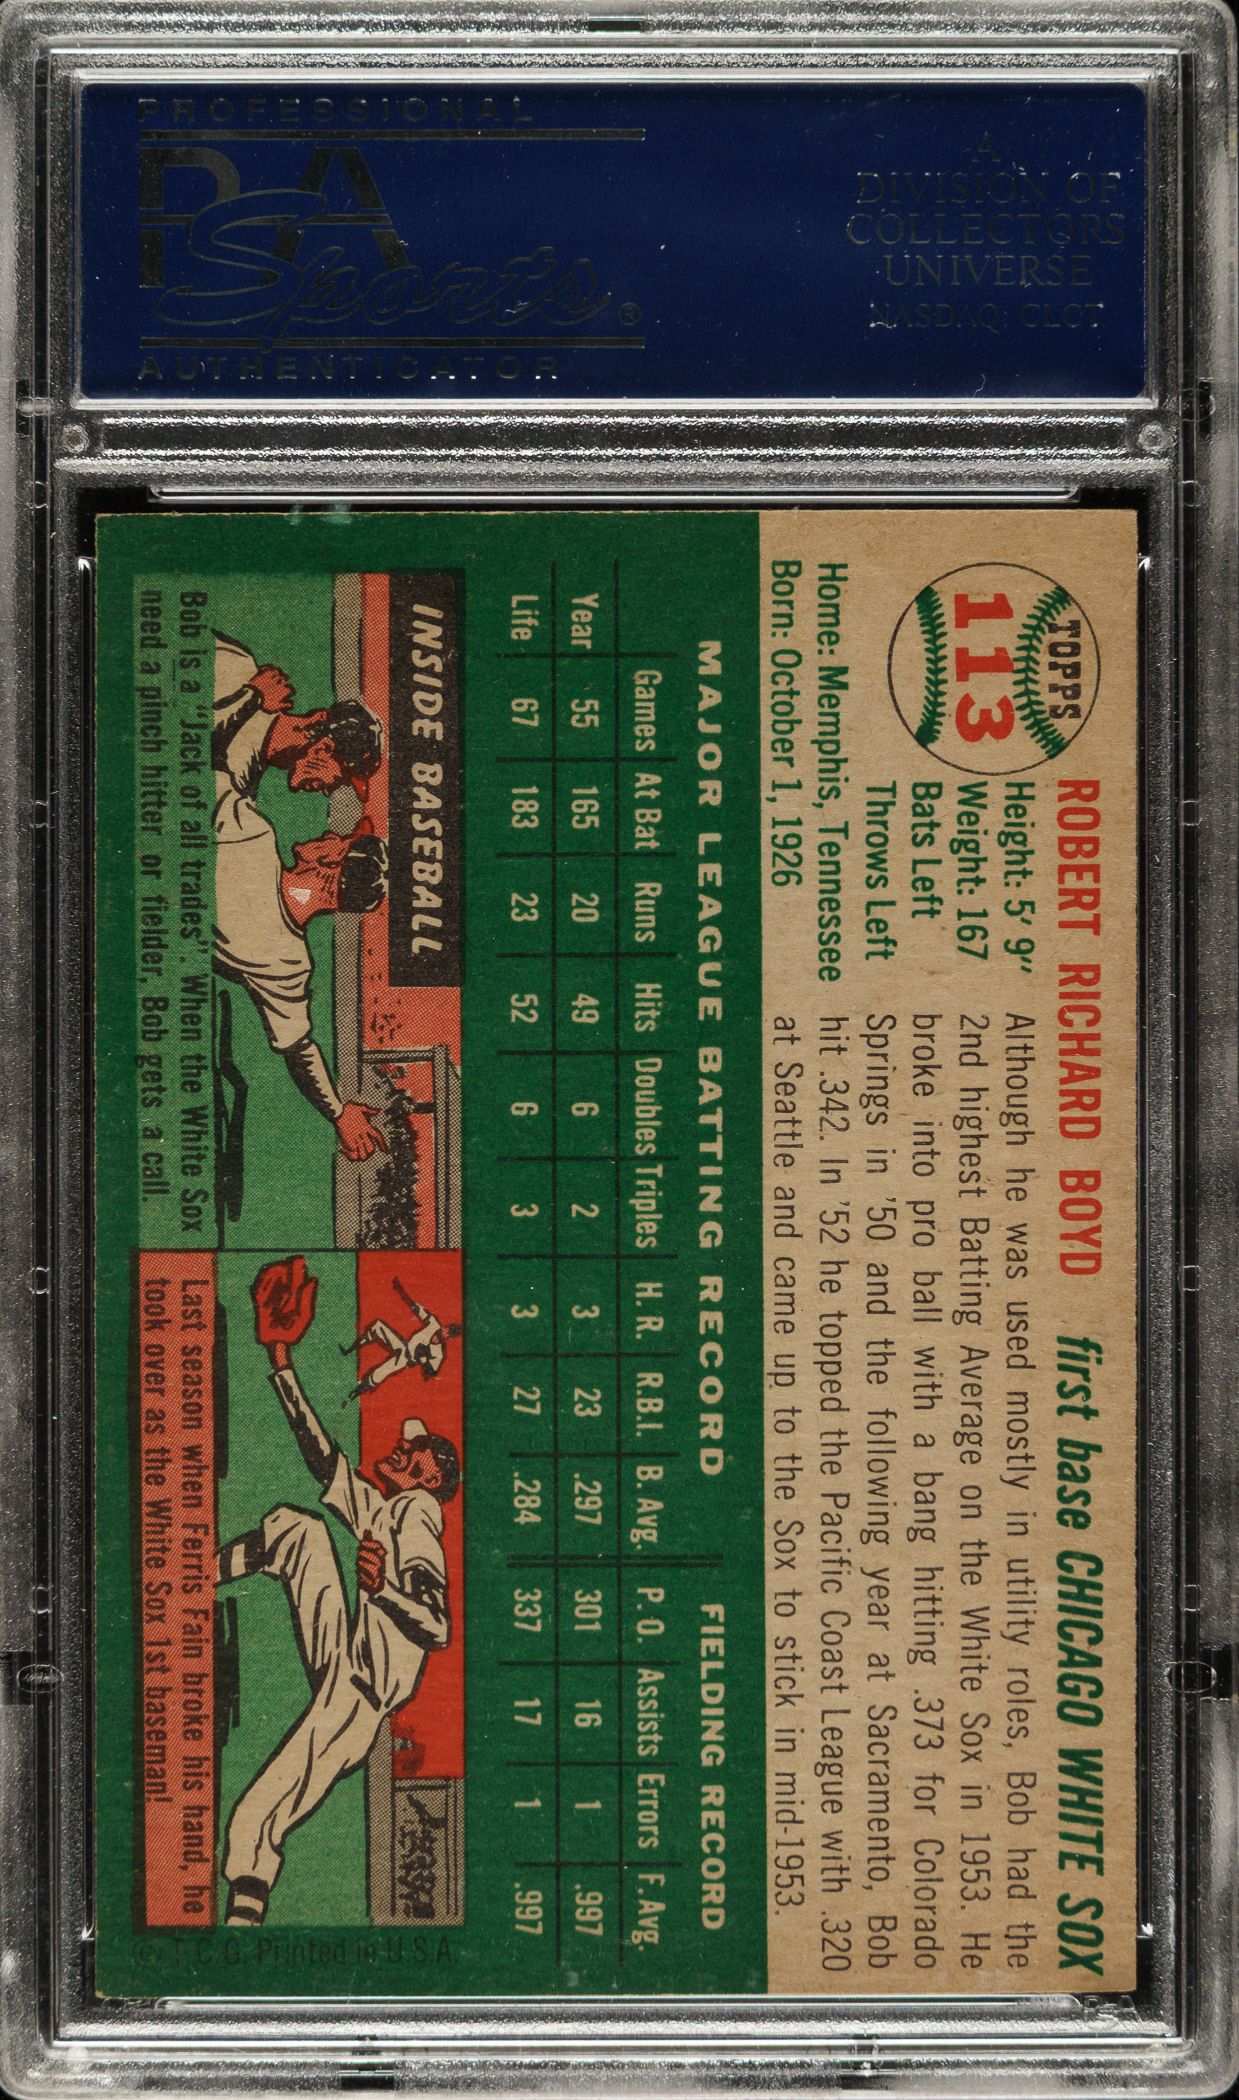 PROFESSIONAL
PSA
Sports®
AUTHENTICATOR
A
DIVISION OF
COLLECTORS
UNIVERSE
NASDAQ: CLCT
TOPPS
113
ROBERT RICHARD BOYD first base CHICAGO WHITE SOX
Height: 5' 9"
Weight: 167
Bats Left
Throws Left
Home: Memphis, Tennessee
Born: October 1, 1926
Although he was used mostly in utility roles, Bob had the
2nd highest Batting Average on the White Sox in 1953. He
broke into pro ball with a bang hitting .373 for Colorado
Springs in '50 and the following year at Sacramento, Bob
hit .342. In '52 he topped the Pacific Coast League with .320
at Seattle and came up to the Sox to stick in mid-1953.
MAJOR LEAGUE BATTING RECORD FIELDING RECORD
Games At Bat Runs Hits Doubles Triples H. R. R.B.I. B. Avg. P. O. Assists Errors F. Avg.
Year 55 165 20 49 6 2 3 23 .297 301 16 1 .997
Life 67 183 23 52 6 3 3 27 .284 337 17 1 .997
INSIDE BASEBALL
Bob is a "Jack of all trades". When the White Sox
need a pinch hitter or fielder, Bob gets a call.
Last season when Ferris Fain broke his hand, he
took over as the White Sox 1st baseman!
© T.C.G. Printed in U.S.A.
PSA